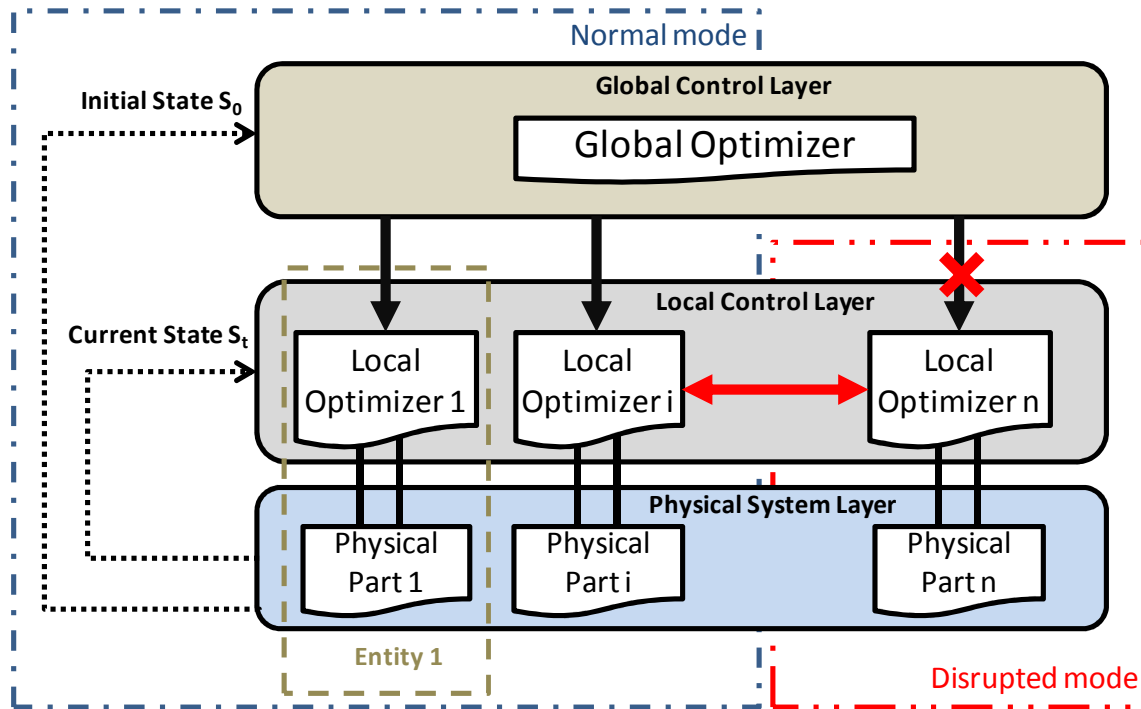 Normal mode
Global Control Layer
Initial State S0
Global Optimizer
Local Control Layer
Current State St
Local
Optimizer 1
Local
Optimizer i
Local
Optimizer n
Physical System Layer
Physical
Part 1
Physical
Part i
Physical
Part n
Entity 1
Disrupted mode